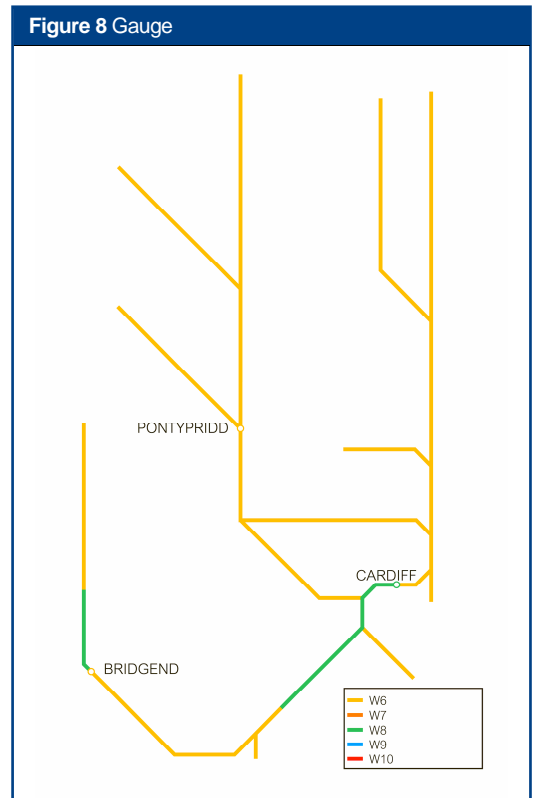 Figure 8 Gauge
PONTYPRIDD
CARDIFF
BRIDGEND
W6
W7
W8
W9
W10